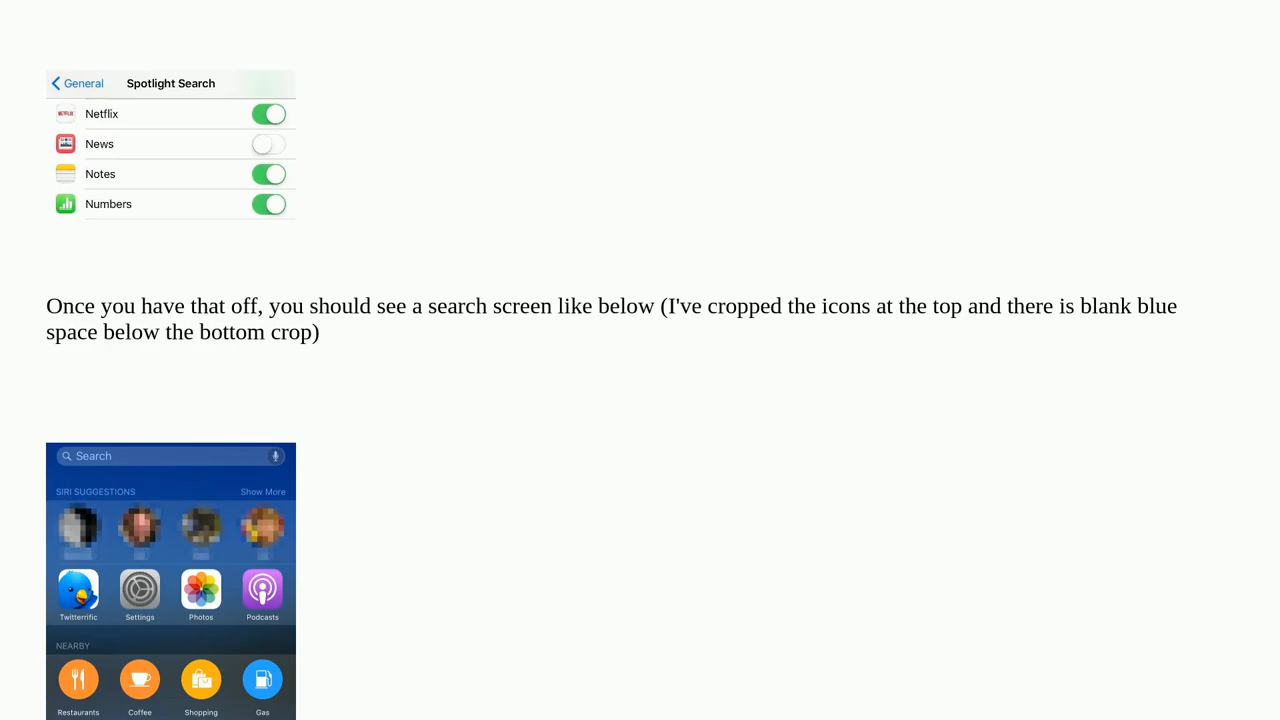 General Spotlight Search
NETFLIX Netflix
News
Notes
Numbers
Once you have that off, you should see a search screen like below (I've cropped the icons at the top and there is blank blue
space below the bottom crop)
Search
SIRI SUGGESTIONS Show More
Twitterrific Settings Photos Podcasts
NEARBY
Restaurants Coffee Shopping Gas